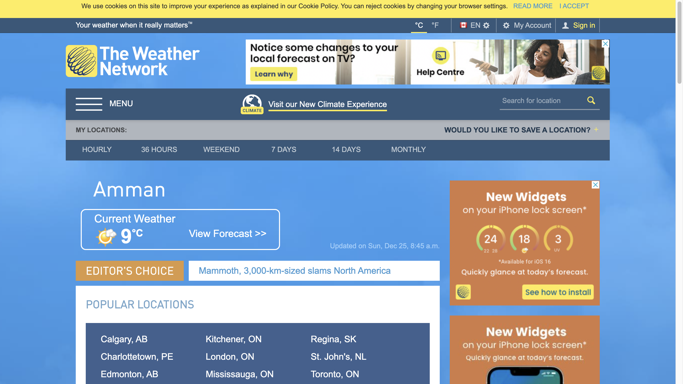 We use cookies on this site to improve your experience as explained in our Cookie Policy. You can reject cookies by changing your browser settings. READ MORE I ACCEPT
Your weather when it really matters™
°C °F
EN
My Account
Sign in
The Weather
Network
Notice some changes to your
local forecast on TV?
Learn why
Help Centre
MENU
CLIMATE
Visit our New Climate Experience
Search for location
MY LOCATIONS:
WOULD YOU LIKE TO SAVE A LOCATION?
HOURLY 36 HOURS WEEKEND 7 DAYS 14 DAYS MONTHLY
Amman
Current Weather
9°C
View Forecast >>
Updated on Sun, Dec 25, 8:45 a.m.
EDITOR'S CHOICE
Mammoth, 3,000-km-sized slams North America
POPULAR LOCATIONS
Calgary, AB Kitchener, ON Regina, SK
Charlottetown, PE London, ON St. John's, NL
Edmonton, AB Mississauga, ON Toronto, ON
New Widgets
on your iPhone lock screen*
24 18 3
*Available for iOS 16
Quickly glance at today's forecast.
See how to install
New Widgets
on your iPhone lock screen*
Quickly glance at today's forecast.